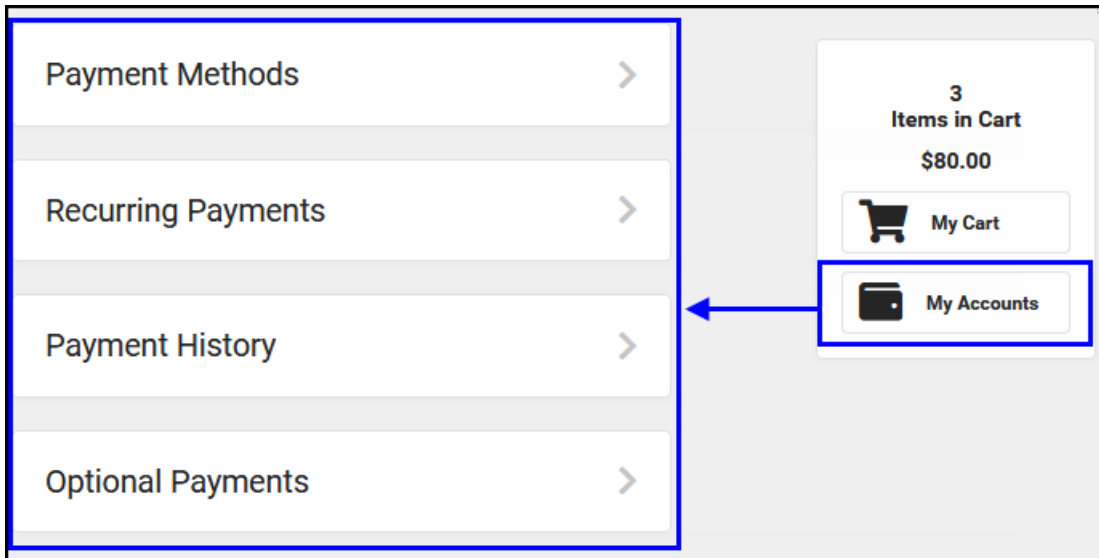 Payment Methods
Recurring Payments
Payment History
Optional Payments
3
Items in Cart
$80.00
My Cart
My Accounts